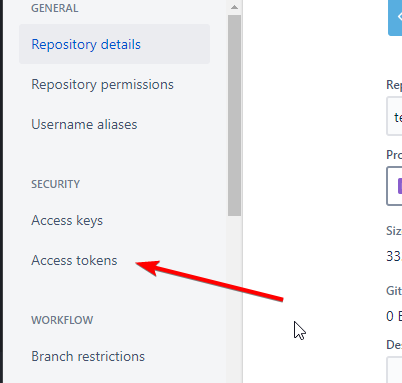 GENERAL
Repository details
Repository permissions
Username aliases
SECURITY
Access keys
Access tokens
WORKFLOW
Branch restrictions
Rep
te
Pro
Siz
33
Git
0
Des